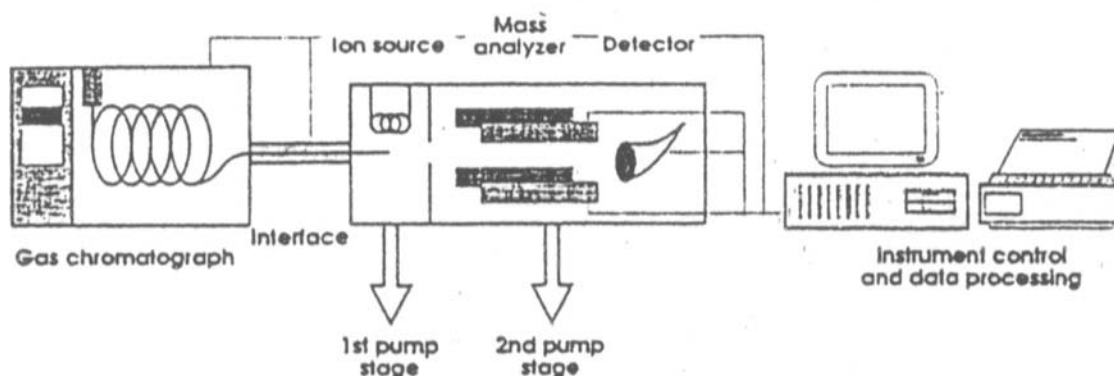 Ion source
Mass
analyzer
Detector
Gas chromatograph
Interface
1st pump
stage
2nd pump
stage
Instrument control
and data processing